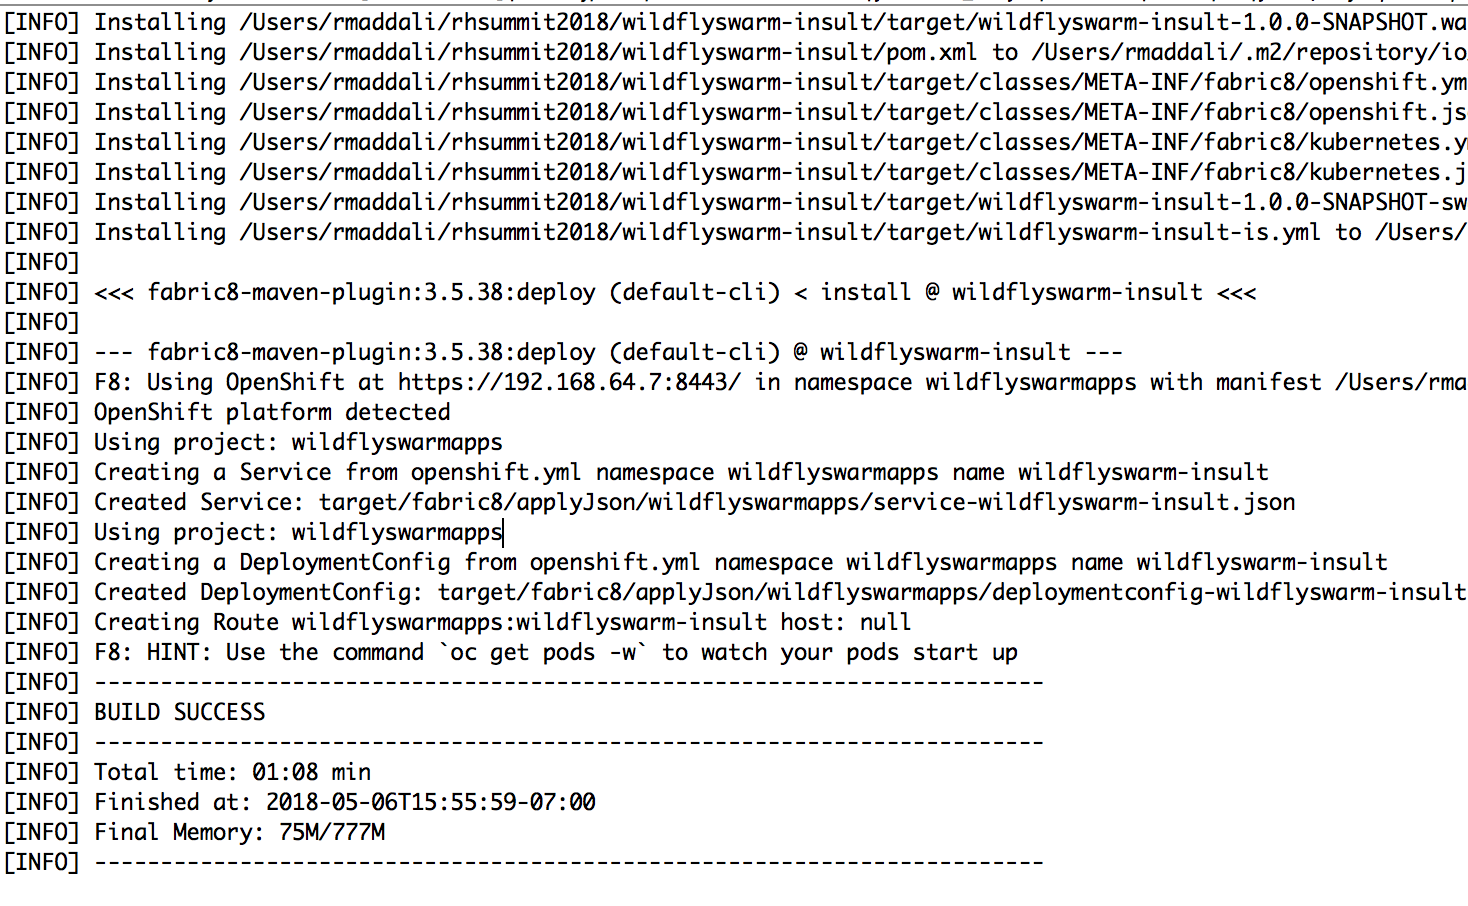 [INFO] Installing /Users/rmaddali/rhsummit2018/wildflyswarm-insult/target/wildflyswarm-insult-1.0.0-SNAPSHOT.wa
[INFO] Installing /Users/rmaddali/rhsummit2018/wildflyswarm-insult/pom.xml to /Users/rmaddali/.m2/repository/io
[INFO] Installing /Users/rmaddali/rhsummit2018/wildflyswarm-insult/target/classes/META-INF/fabric8/openshift.ym
[INFO] Installing /Users/rmaddali/rhsummit2018/wildflyswarm-insult/target/classes/META-INF/fabric8/openshift.js
[INFO] Installing /Users/rmaddali/rhsummit2018/wildflyswarm-insult/target/classes/META-INF/fabric8/kubernetes.ym
[INFO] Installing /Users/rmaddali/rhsummit2018/wildflyswarm-insult/target/classes/META-INF/fabric8/kubernetes.j
[INFO] Installing /Users/rmaddali/rhsummit2018/wildflyswarm-insult/target/wildflyswarm-insult-1.0.0-SNAPSHOT-sw
[INFO] Installing /Users/rmaddali/rhsummit2018/wildflyswarm-insult/target/wildflyswarm-insult-is.yml to /Users/
[INFO]
[INFO] <<< fabric8-maven-plugin:3.5.38:deploy (default-cli) < install @ wildflyswarm-insult <<<
[INFO]
[INFO] --- fabric8-maven-plugin:3.5.38:deploy (default-cli) @ wildflyswarm-insult ---
[INFO] F8: Using OpenShift at https://192.168.64.7:8443/ in namespace wildflyswarmapps with manifest /Users/rma
[INFO] OpenShift platform detected
[INFO] Using project: wildflyswarmapps
[INFO] Creating a Service from openshift.yml namespace wildflyswarmapps name wildflyswarm-insult
[INFO] Created Service: target/fabric8/applyJson/wildflyswarmapps/service-wildflyswarm-insult.json
[INFO] Using project: wildflyswarmapps
[INFO] Creating a DeploymentConfig from openshift.yml namespace wildflyswarmapps name wildflyswarm-insult
[INFO] Created DeploymentConfig: target/fabric8/applyJson/wildflyswarmapps/deploymentconfig-wildflyswarm-insult
[INFO] Creating Route wildflyswarmapps:wildflyswarm-insult host: null
[INFO] F8: HINT: Use the command `oc get pods -w` to watch your pods start up
[INFO] ------------------------------------------------------------------------
[INFO] BUILD SUCCESS
[INFO] ------------------------------------------------------------------------
[INFO] Total time: 01:08 min
[INFO] Finished at: 2018-05-06T15:55:59-07:00
[INFO] Final Memory: 75M/777M
[INFO] ------------------------------------------------------------------------